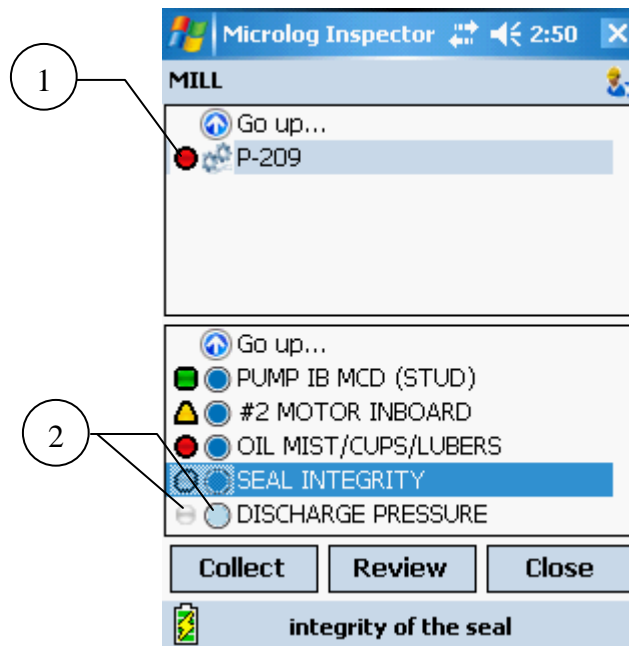 Microlog Inspector 2:50
MILL
1
Go up...
P-209
Go up...
PUMP IB MCD (STUD)
#2 MOTOR INBOARD
OIL MIST/CUPS/LUBERS
2
SEAL INTEGRITY
DISCHARGE PRESSURE
Collect Review Close
integrity of the seal